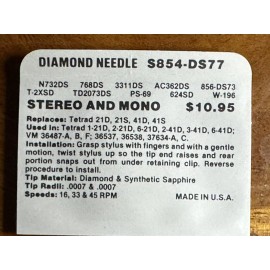 DIAMOND NEEDLE S854-DS77
N732DS 768DS 3311DS AC362DS 856-DS73
T-2XSD TD2073DS PS-69 624SD W-196
STEREO AND MONO $10.95
Replaces: Tetrad 21D, 21S, 41D, 41S
Used in: Tetrad 1-21D, 2-21D, 6-21D, 2-41D, 3-41D, 6-41D;
VM 36487-A, B, F; 36537, 36538, 37634-A, C.
Installation: Grasp stylus with fingers and with a gentle
motion, twist stylus up so the tip end raises and rear
portion snaps out from under retaining clip. Reverse
procedure to install.
Tip Material: Diamond & Synthetic Sapphire
Tip Radii: .0007 & .0007
Speeds: 16, 33 & 45 RPM MADE IN U.S.A.